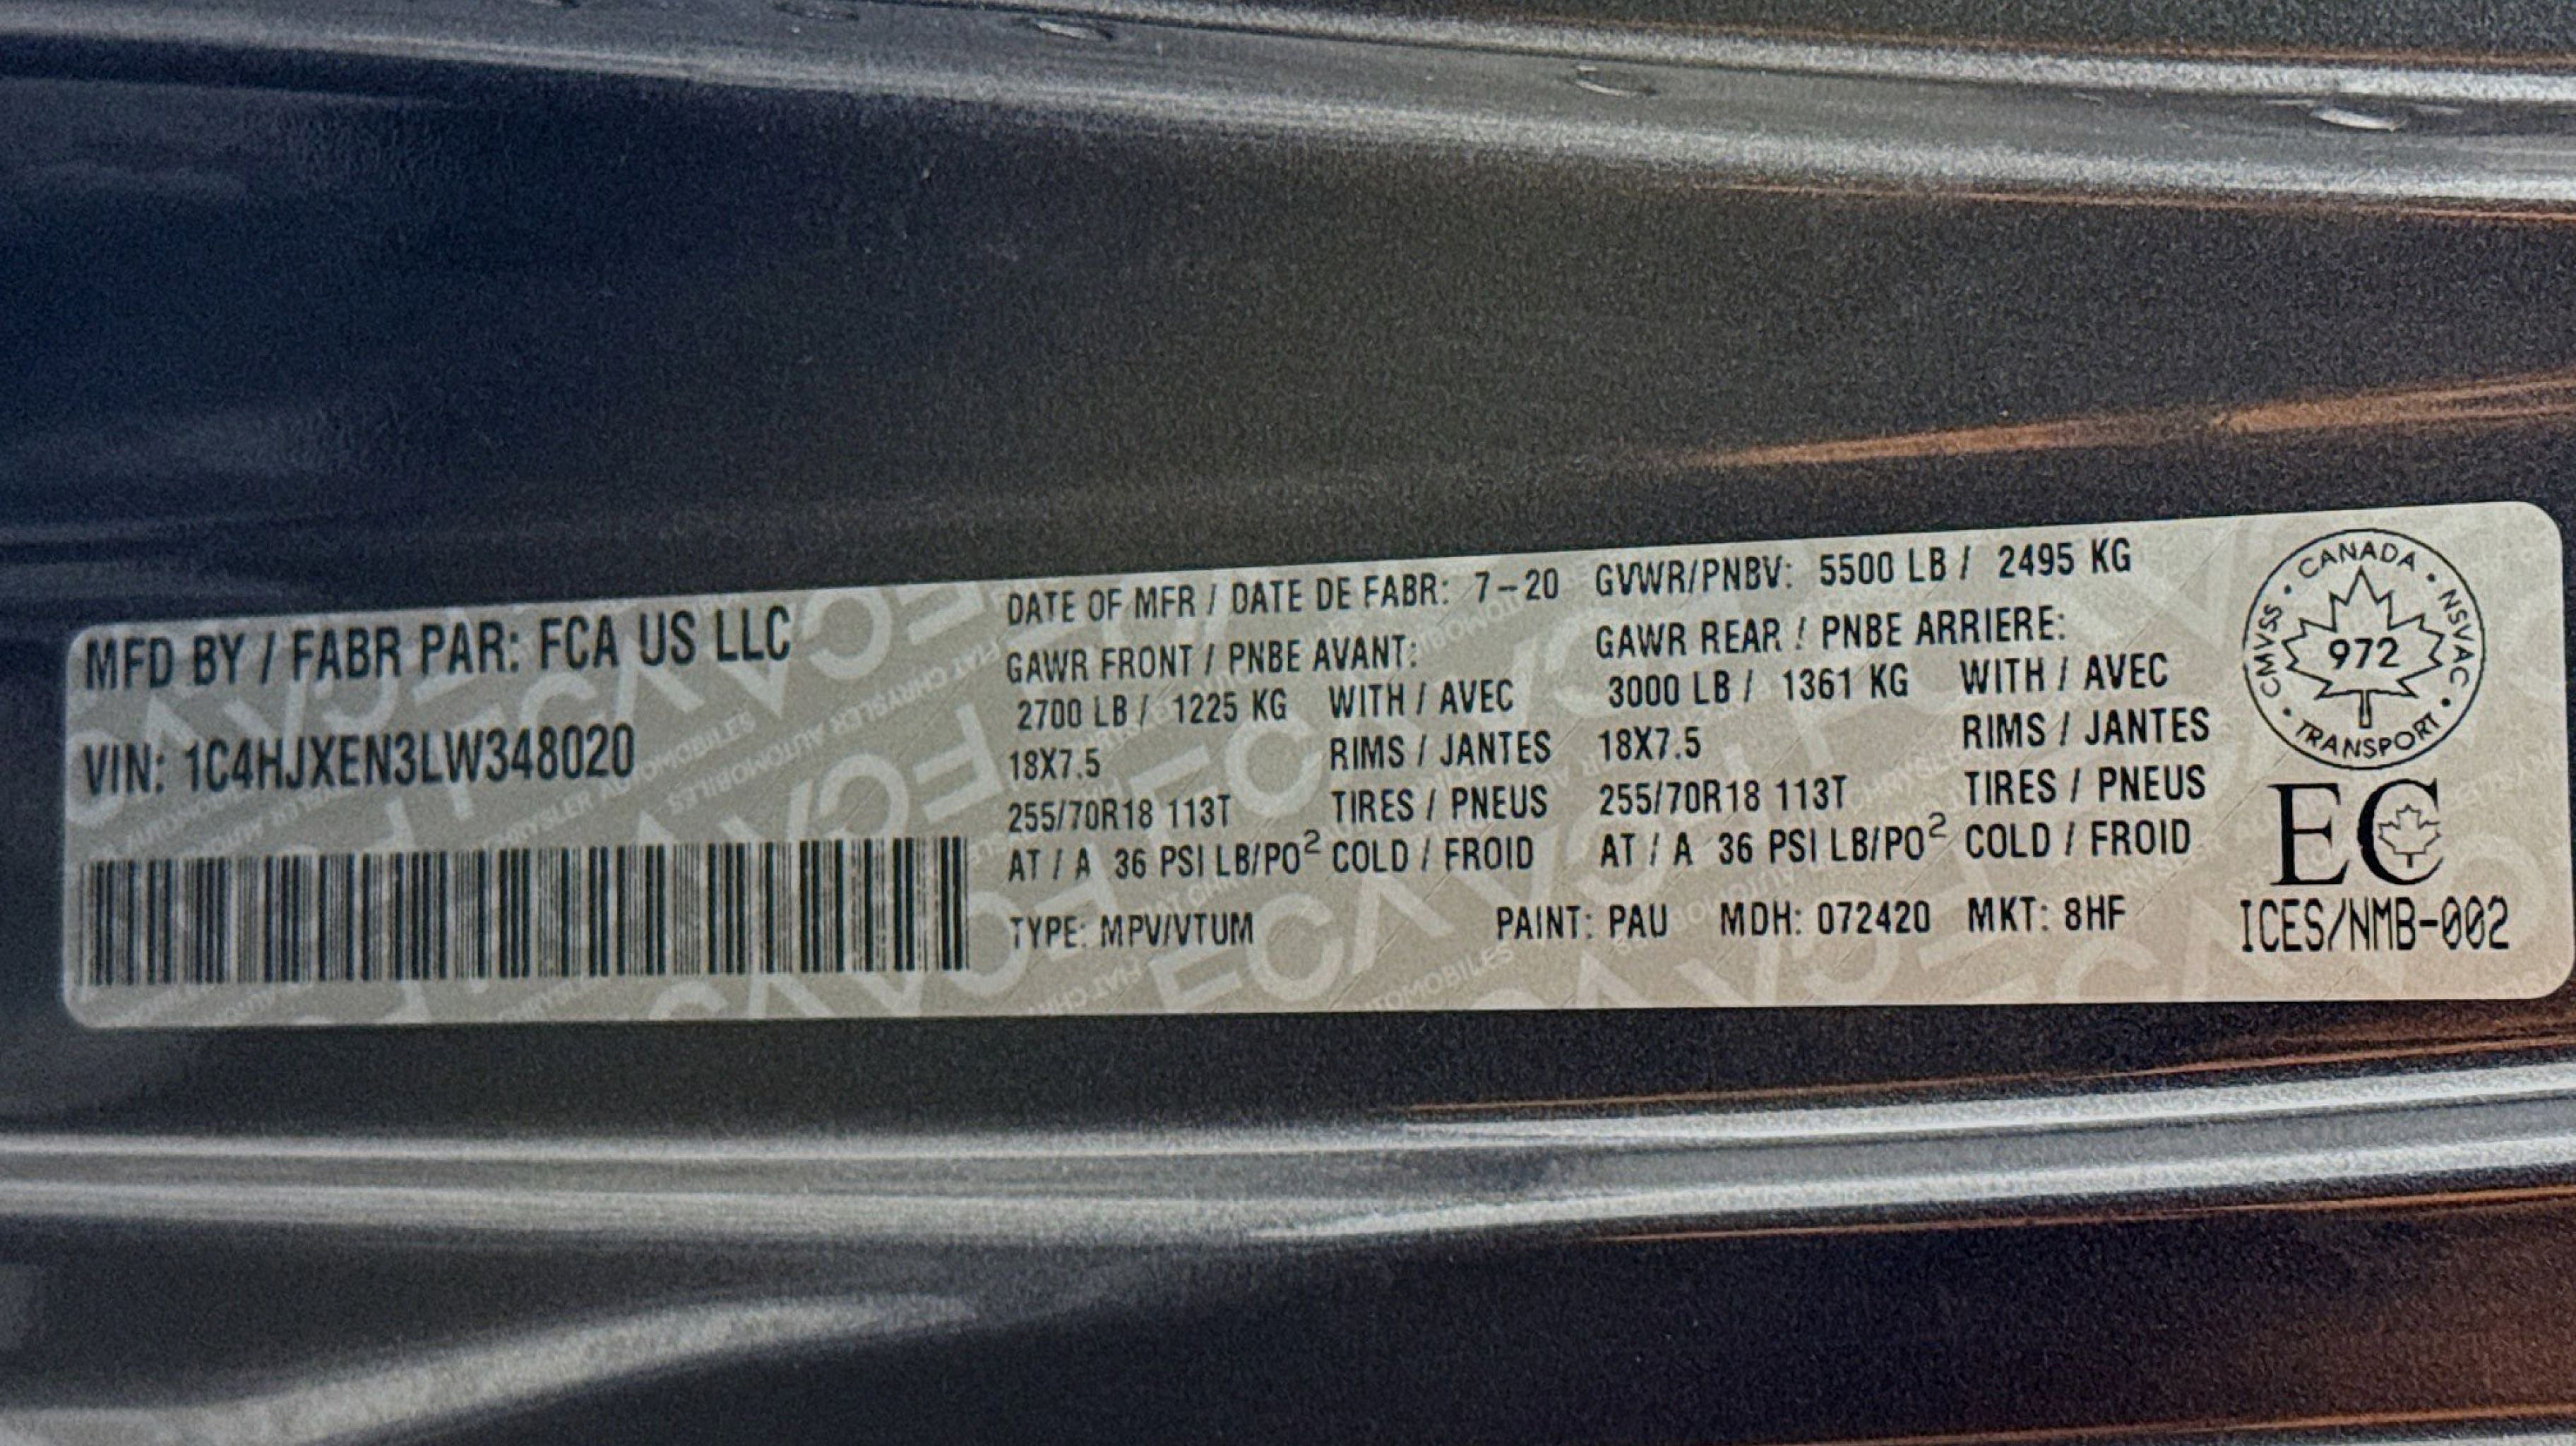 MFD BY / FABR PAR: FCA US LLC
VIN: 1C4HJXEN3LW348020
DATE OF MFR / DATE DE FABR: 7-20
GVWR/PNBV: 5500 LB / 2495 KG
GAWR FRONT / PNBE AVANT:
2700 LB / 1225 KG WITH / AVEC
18X7.5 RIMS / JANTES
255/70R18 113T TIRES / PNEUS
AT / A 36 PSI LB/PO² COLD / FROID
GAWR REAR / PNBE ARRIERE:
3000 LB / 1361 KG WITH / AVEC
18X7.5 RIMS / JANTES
255/70R18 113T TIRES / PNEUS
AT / A 36 PSI LB/PO² COLD / FROID
TYPE: MPV/VTUM PAINT: PAU MDH: 072420 MKT: 8HF
CANADA · NSVAC · TRANSPORT · CMVSS ·
972
EC
ICES/NMB-002